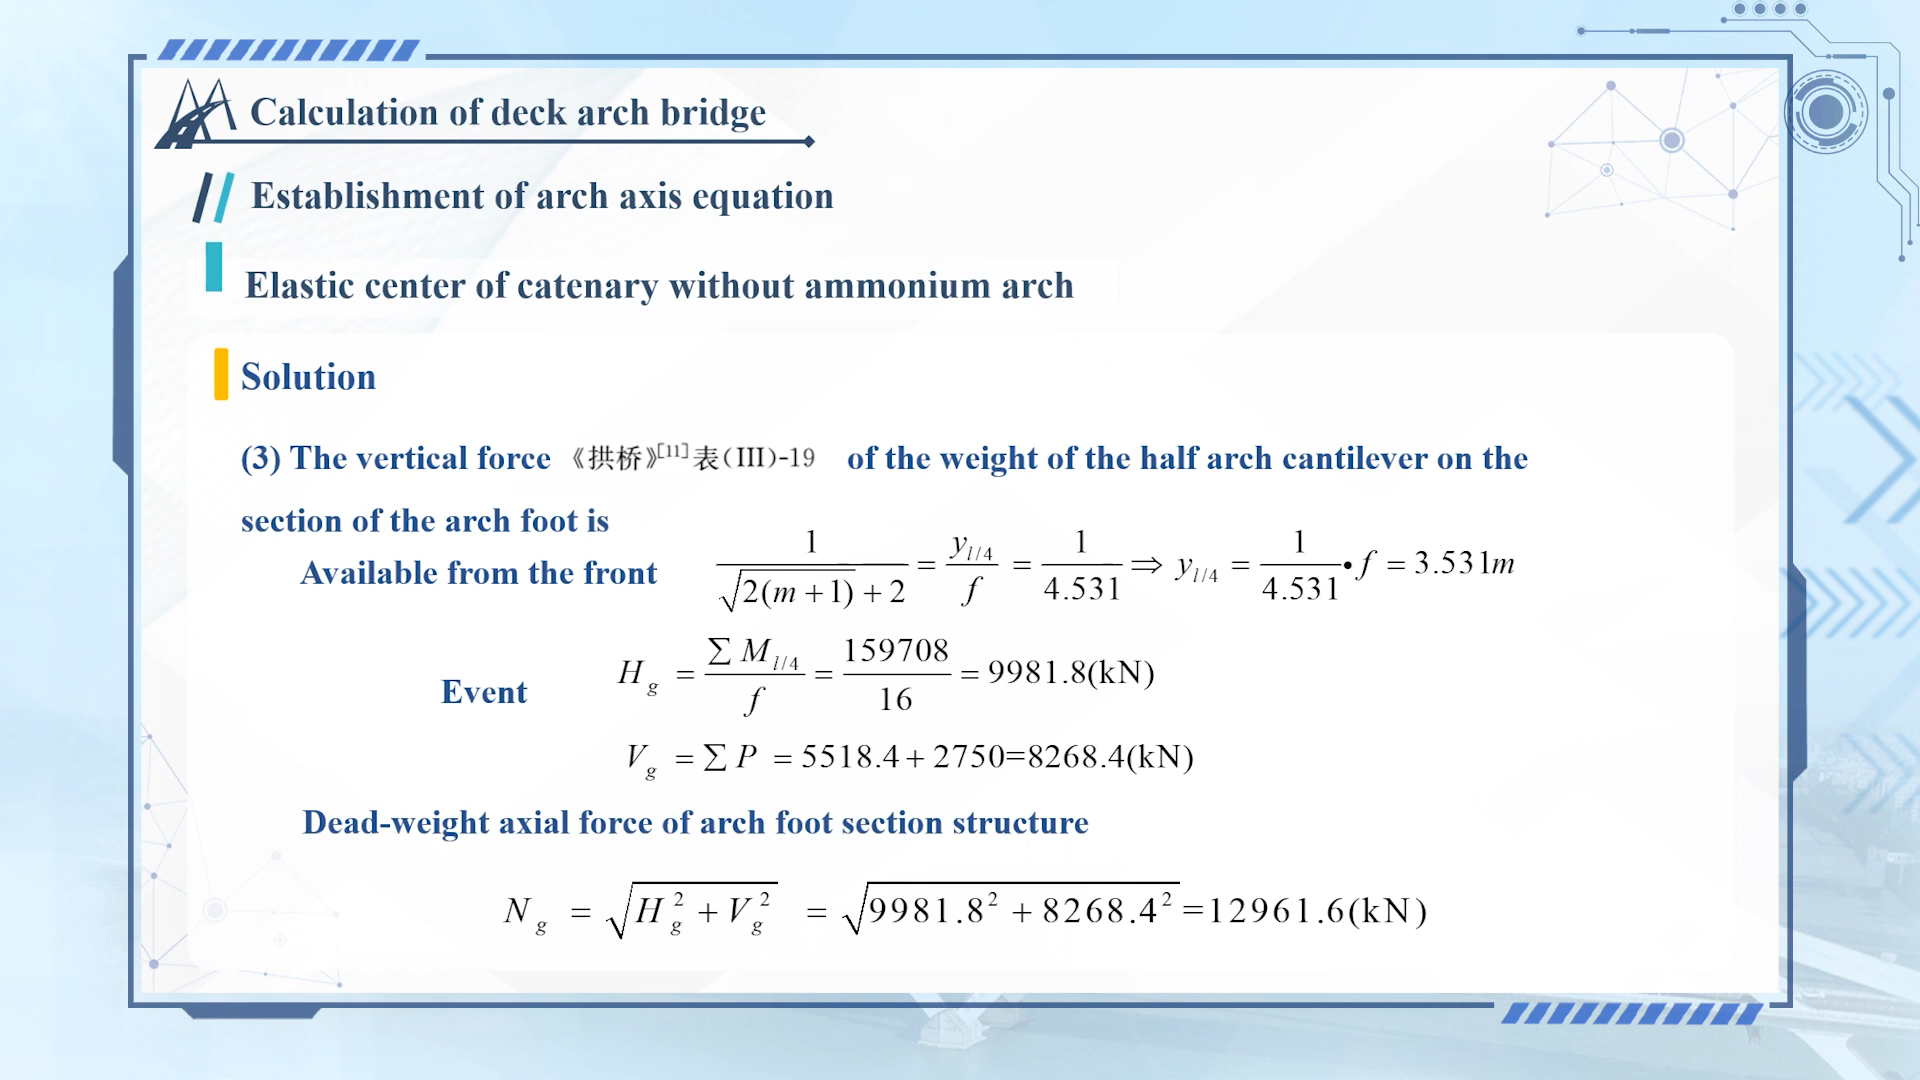 Calculation of deck arch bridge
Establishment of arch axis equation
Elastic center of catenary without ammonium arch
Solution
(3) The vertical force 《拱桥》[11]表(III)-19 of the weight of the half arch cantilever on the
section of the arch foot is
Available from the front 1/(√(2(m+1)+2)) = y_{l/4}/f = 1/4.531 ⇒ y_{l/4} = 1/4.531 • f = 3.531m
Event H_g = ∑M_{l/4}/f = 159708/16 = 9981.8(kN)
V_g = ∑P = 5518.4+2750=8268.4(kN)
Dead-weight axial force of arch foot section structure
N_g = √(H_g² + V_g²) = √(9981.8² + 8268.4²) =12961.6(kN)